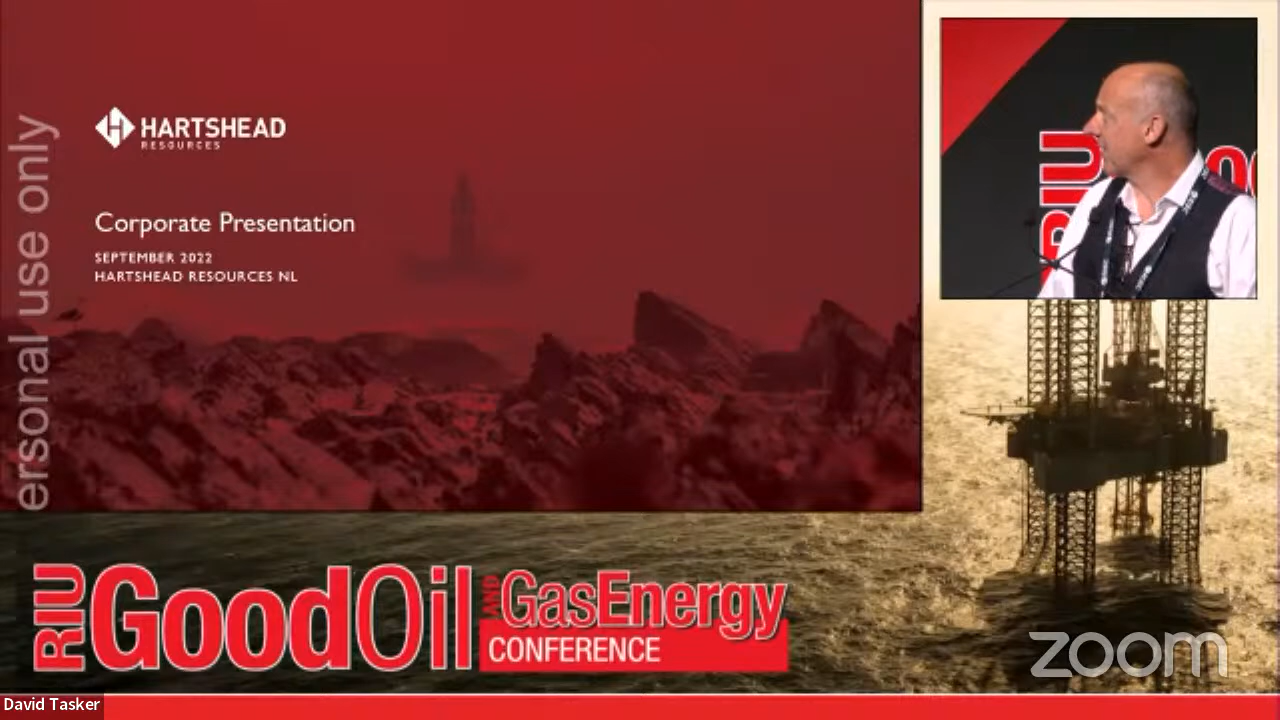 ersonal use only
HARTSHEAD
RESOURCES
Corporate Presentation
SEPTEMBER 2022
HARTSHEAD RESOURCES NL
RIU
RIU GoodOil AND GasEnergy
CONFERENCE
zoom
David Tasker